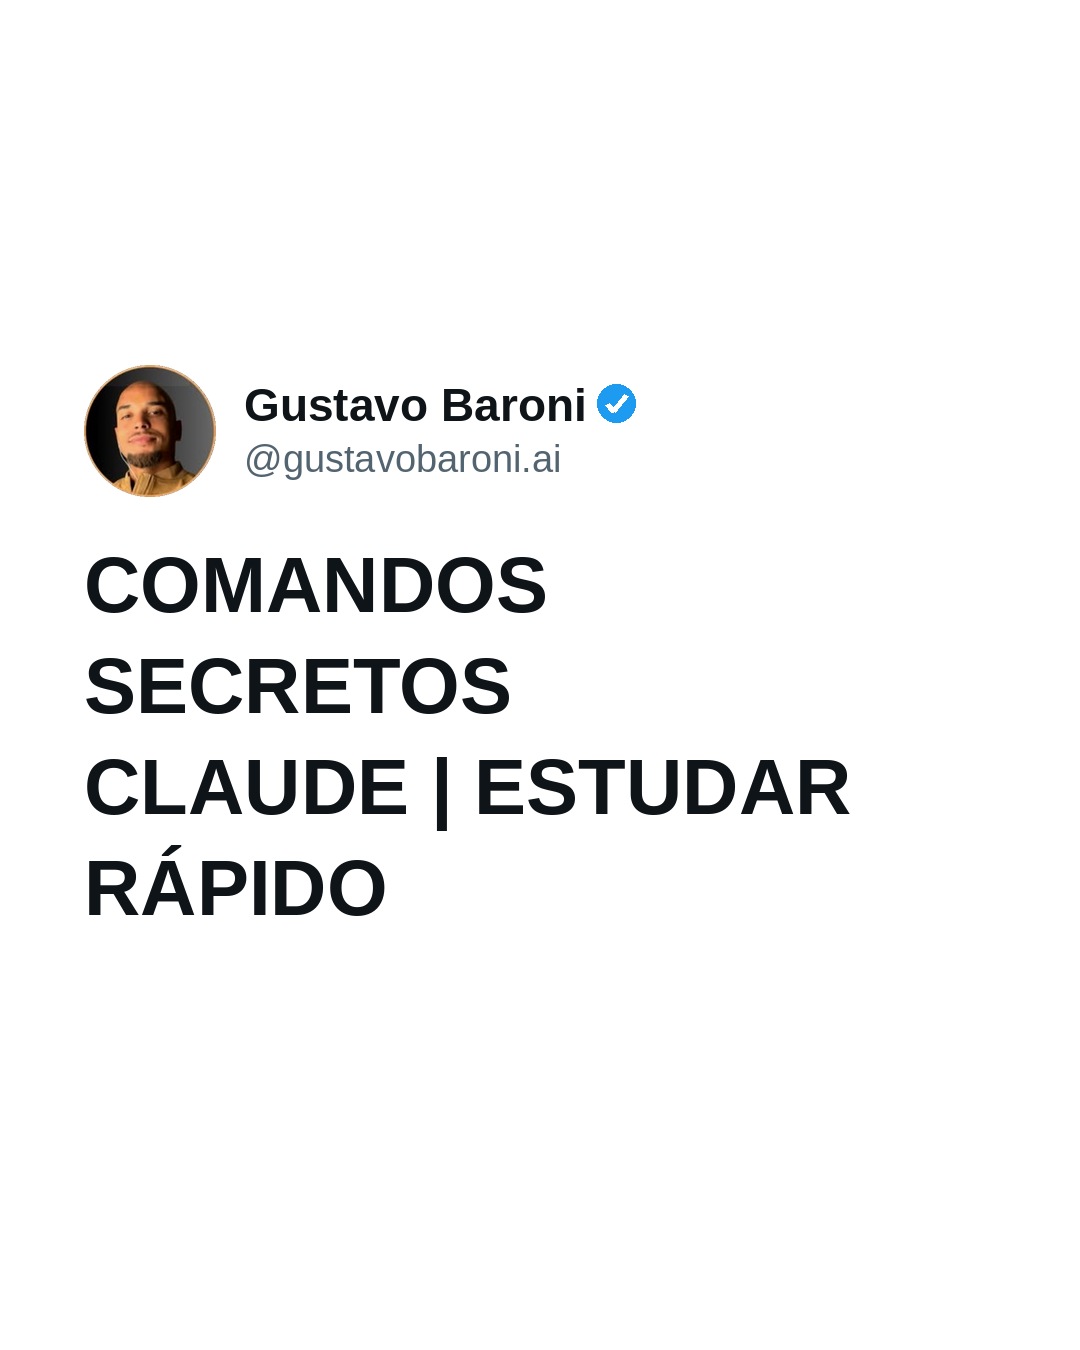 Gustavo Baroni
@gustavobaroni.ai
COMANDOS
SECRETOS
CLAUDE | ESTUDAR
RÁPIDO